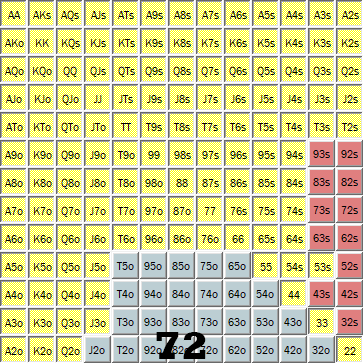 AA AKs AQs AJs ATs A9s A8s A7s A6s A5s A4s A3s A2s
AKo KK KQs KJs KTs K9s K8s K7s K6s K5s K4s K3s K2s
AQo KQo QQ QJs QTs Q9s Q8s Q7s Q6s Q5s Q4s Q3s Q2s
AJo KJo QJo JJ JTs J9s J8s J7s J6s J5s J4s J3s J2s
ATo KTo QTo JTo TT T9s T8s T7s T6s T5s T4s T3s T2s
A9o K9o Q9o J9o T9o 99 98s 97s 96s 95s 94s 93s 92s
A8o K8o Q8o J8o T8o 98o 88 87s 86s 85s 84s 83s 82s
A7o K7o Q7o J7o T7o 97o 87o 77 76s 75s 74s 73s 72s
A6o K6o Q6o J6o T6o 96o 86o 76o 66 65s 64s 63s 62s
A5o K5o Q5o J5o T5o 95o 85o 75o 65o 55 54s 53s 52s
A4o K4o Q4o J4o T4o 94o 84o 74o 64o 54o 44 43s 42s
A3o K3o Q3o J3o T3o 93o 83o 73o 63o 53o 43o 33 32s
A2o K2o Q2o J2o T2o 62o 52o 42o 32o 22
72